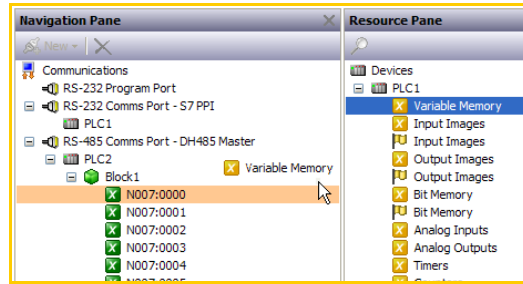 Navigation Pane
New
Communications
RS-232 Program Port
RS-232 Comms Port - S7 PPI
PLC1
RS-485 Comms Port - DH485 Master
PLC2
Block1
N007:0000
N007:0001
N007:0002
N007:0003
N007:0004
Variable Memory
Resource Pane
Devices
PLC1
Variable Memory
Input Images
Input Images
Output Images
Output Images
Bit Memory
Bit Memory
Analog Inputs
Analog Outputs
Timers